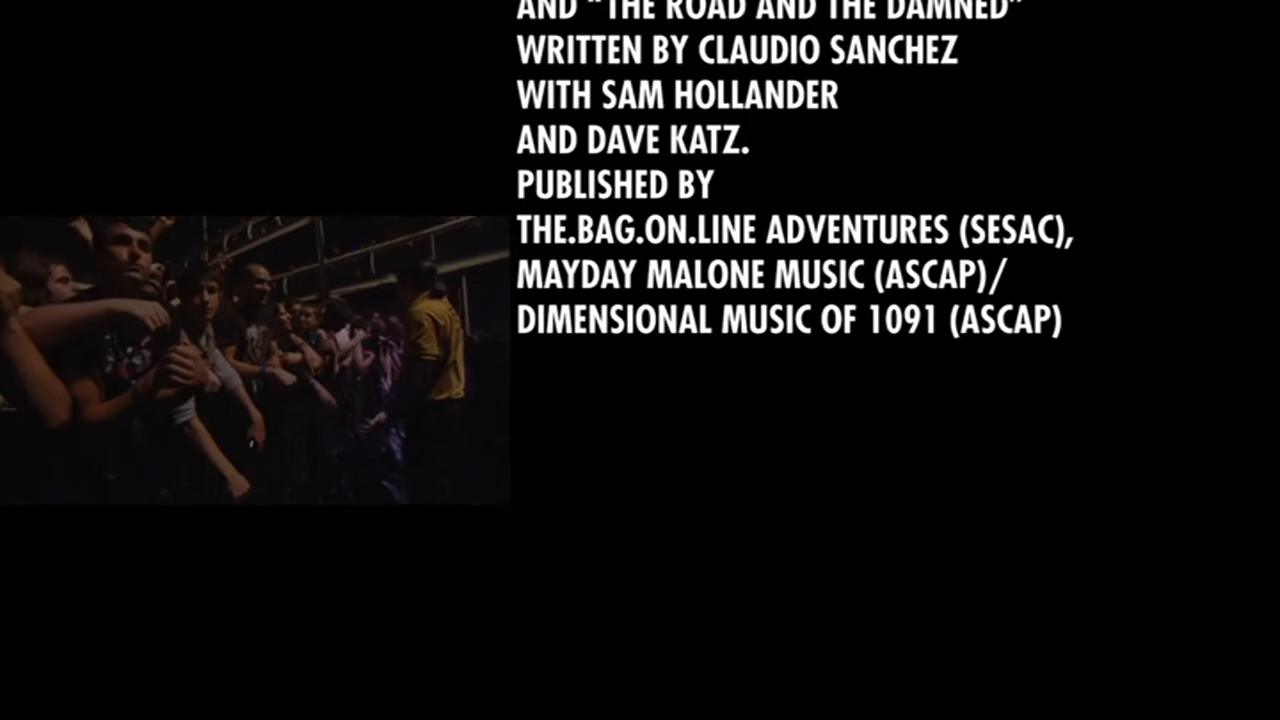 AND “THE ROAD AND THE DAMNED”
WRITTEN BY CLAUDIO SANCHEZ
WITH SAM HOLLANDER
AND DAVE KATZ.
PUBLISHED BY
THE.BAG.ON.LINE ADVENTURES (SESAC),
MAYDAY MALONE MUSIC (ASCAP)/
DIMENSIONAL MUSIC OF 1091 (ASCAP)